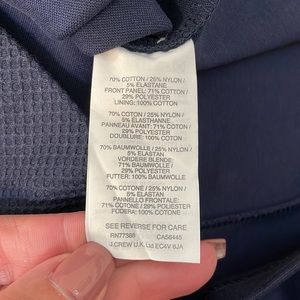 70% COTTON / 25% NYLON /
5% ELASTANE
FRONT PANEL: 71% COTTON /
29% POLYESTER
LINING: 100% COTTON
70% COTON / 25% NYLON /
5% ELASTHANNE
PANNEAU AVANT: 71% COTON /
29% POLYESTER
DOUBLURE: 100% COTON
70% BAUMWOLLE / 25% NYLON /
5% ELASTAN
VORDERE BLENDE:
71% BAUMWOLLE / 29% POLYESTER
FUTTER: 100% BAUMWOLLE
70% COTONE / 25% NYLON /
5% ELASTAN
PANNELLO FRONTALE:
71% COTONE / 29% POLYESTER
FODERA: 100% COTONE
SEE REVERSE FOR CARE
RN77388 CA58445
J.CREW U.K. Ltd EC4V 6JA